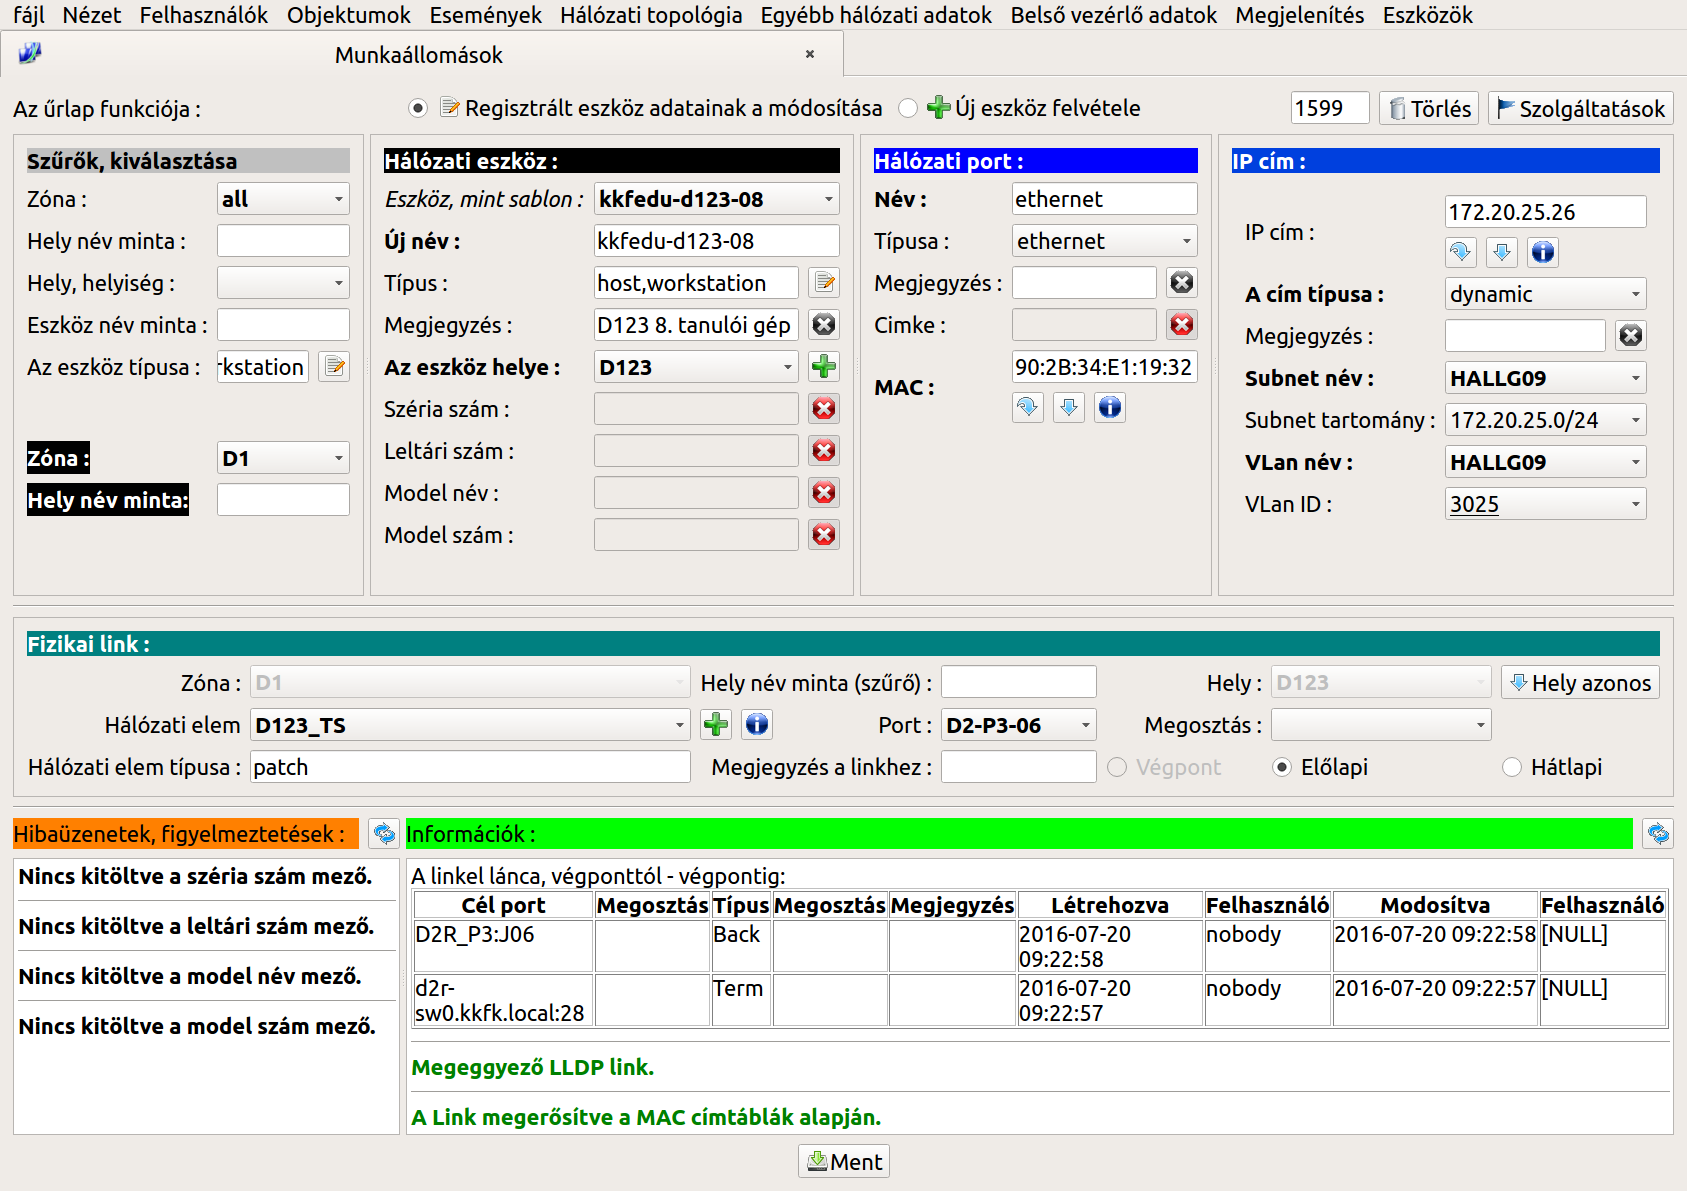 fájl Nézet Felhasználók Objektumok Események Hálózati topológia Egyébb hálózati adatok Belső vezérlő adatok Megjelenítés Eszközök
Munkaállomások
Az űrlap funkciója :
Regisztrált eszköz adatainak a módosítása
Új eszköz felvétele
1599
Törlés
Szolgáltatások
Szűrők, kiválasztása
Zóna : all
Hely név minta :
Hely, helyiség :
Eszköz név minta :
Az eszköz típusa : rkstation
Zóna : D1
Hely név minta:
Hálózati eszköz :
Eszköz, mint sablon : kkfedu-d123-08
Új név : kkfedu-d123-08
Típus : host,workstation
Megjegyzés : D123 8. tanulói gép
Az eszköz helye : D123
Széria szám :
Leltári szám :
Model név :
Model szám :
Hálózati port :
Név : ethernet
Típusa : ethernet
Megjegyzés :
Cimke :
MAC : 90:2B:34:E1:19:32
IP cím :
IP cím : 172.20.25.26
A cím típusa : dynamic
Megjegyzés :
Subnet név : HALLG09
Subnet tartomány : 172.20.25.0/24
VLan név : HALLG09
VLan ID : 3025
Fizikai link :
Zóna : D1 Hely név minta (szűrő) : Hely : D123 Hely azonos
Hálózati elem D123_TS Port : D2-P3-06 Megosztás :
Hálózati elem típusa : patch Megjegyzés a linkhez : Végpont Előlapi Hátlapi
Hibaüzenetek, figyelmeztetések :
Nincs kitöltve a széria szám mező.
Nincs kitöltve a leltári szám mező.
Nincs kitöltve a model név mező.
Nincs kitöltve a model szám mező.
Információk :
A linkel lánca, végponttól - végpontig:
Cél port Megosztás Típus Megosztás Megjegyzés Létrehozva Felhasználó Modosítva Felhasználó
D2R_P3:J06 Back 2016-07-20 09:22:58 nobody 2016-07-20 09:22:58 [NULL]
d2r-sw0.kkfk.local:28 Term 2016-07-20 09:22:57 nobody 2016-07-20 09:22:57 [NULL]
Megeggyező LLDP link.
A Link megerősítve a MAC címtáblák alapján.
Ment